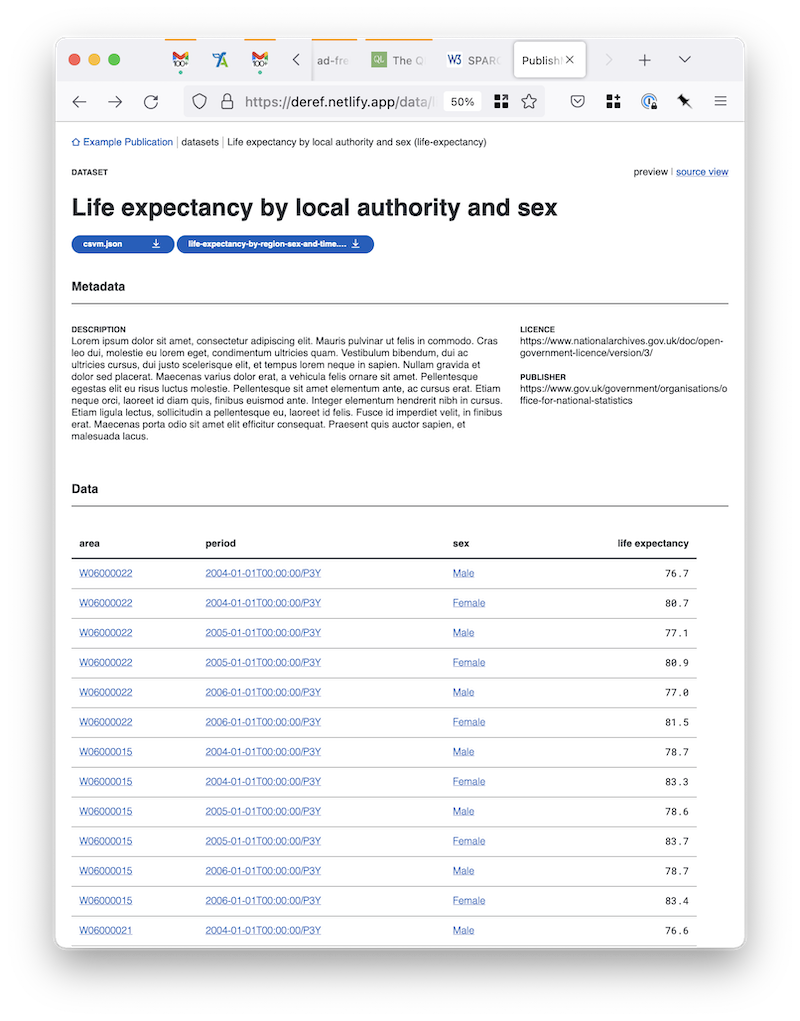 100+
100+
ad-fre
QL The Q
W3 SPARC
Publish
https://deref.netlify.app/data/
50%
Example Publication | datasets | Life expectancy by local authority and sex (life-expectancy)
DATASET
preview | source view
Life expectancy by local authority and sex
csvm.json
life-expectancy-by-region-sex-and-time....
Metadata
DESCRIPTION
Lorem ipsum dolor sit amet, consectetur adipiscing elit. Mauris pulvinar ut felis in commodo. Cras
leo dui, molestie eu lorem eget, condimentum ultricies quam. Vestibulum bibendum, dui ac
ultricies cursus, dui justo scelerisque elit, et tempus lorem neque in sapien. Nullam gravida et
dolor sed placerat. Maecenas varius dolor erat, a vehicula felis ornare sit amet. Pellentesque
egestas elit eu risus luctus molestie. Pellentesque sit amet elementum ante, ac cursus erat. Etiam
neque orci, laoreet id diam quis, finibus euismod ante. Integer elementum hendrerit nibh in cursus.
Etiam ligula lectus, sollicitudin a pellentesque eu, laoreet id felis. Fusce id imperdiet velit, in finibus
erat. Maecenas porta odio sit amet elit efficitur consequat. Praesent quis auctor sapien, et
malesuada lacus.
LICENCE
https://www.nationalarchives.gov.uk/doc/open-
government-licence/version/3/
PUBLISHER
https://www.gov.uk/government/organisations/o
ffice-for-national-statistics
Data
area period sex life expectancy
W06000022 2004-01-01T00:00:00/P3Y Male 76.7
W06000022 2004-01-01T00:00:00/P3Y Female 80.7
W06000022 2005-01-01T00:00:00/P3Y Male 77.1
W06000022 2005-01-01T00:00:00/P3Y Female 80.9
W06000022 2006-01-01T00:00:00/P3Y Male 77.0
W06000022 2006-01-01T00:00:00/P3Y Female 81.5
W06000015 2004-01-01T00:00:00/P3Y Male 78.7
W06000015 2004-01-01T00:00:00/P3Y Female 83.3
W06000015 2005-01-01T00:00:00/P3Y Male 78.6
W06000015 2005-01-01T00:00:00/P3Y Female 83.7
W06000015 2006-01-01T00:00:00/P3Y Male 78.7
W06000015 2006-01-01T00:00:00/P3Y Female 83.4
W06000021 2004-01-01T00:00:00/P3Y Male 76.6